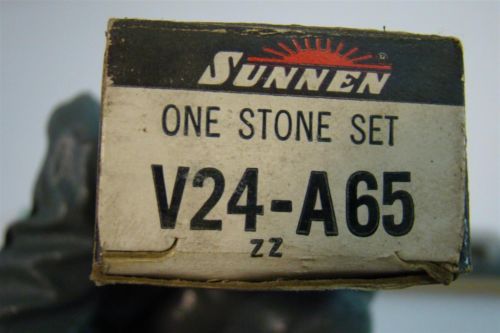 SUNNEN
ONE STONE SET
V24-A65
ZZ